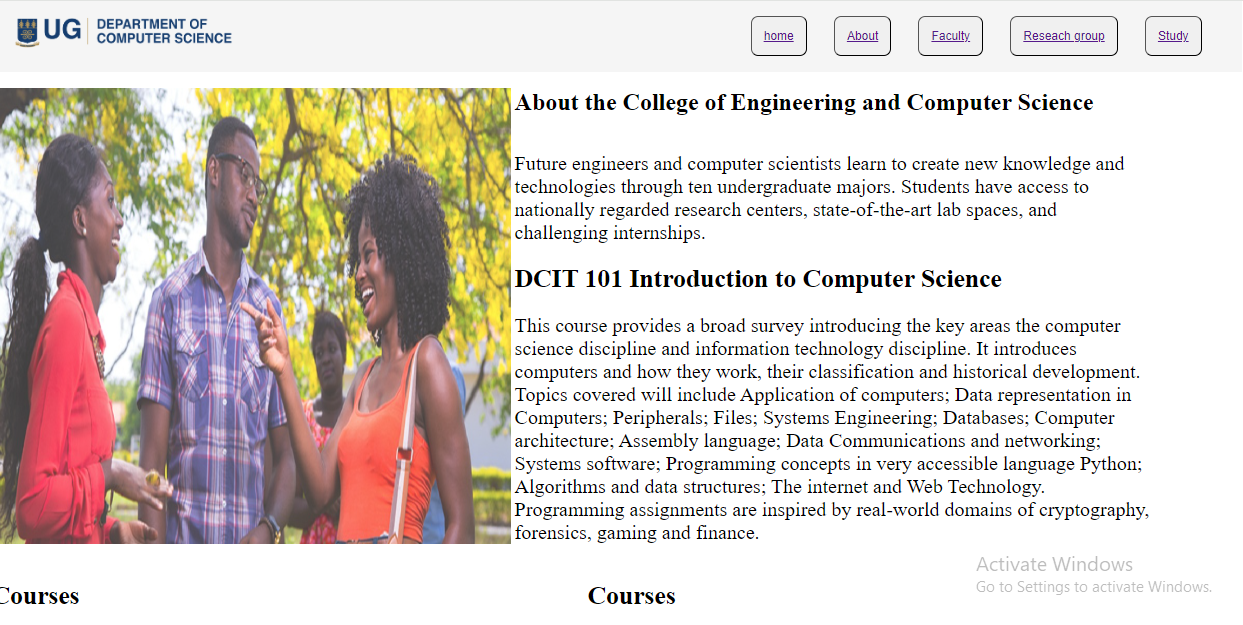 UG DEPARTMENT OF
COMPUTER SCIENCE
home About Faculty Reseach group Study
About the College of Engineering and Computer Science
Future engineers and computer scientists learn to create new knowledge and
technologies through ten undergraduate majors. Students have access to
nationally regarded research centers, state-of-the-art lab spaces, and
challenging internships.
DCIT 101 Introduction to Computer Science
This course provides a broad survey introducing the key areas the computer
science discipline and information technology discipline. It introduces
computers and how they work, their classification and historical development.
Topics covered will include Application of computers; Data representation in
Computers; Peripherals; Files; Systems Engineering; Databases; Computer
architecture; Assembly language; Data Communications and networking;
Systems software; Programming concepts in very accessible language Python;
Algorithms and data structures; The internet and Web Technology.
Programming assignments are inspired by real-world domains of cryptography,
forensics, gaming and finance.
Activate Windows
Go to Settings to activate Windows.
Courses Courses